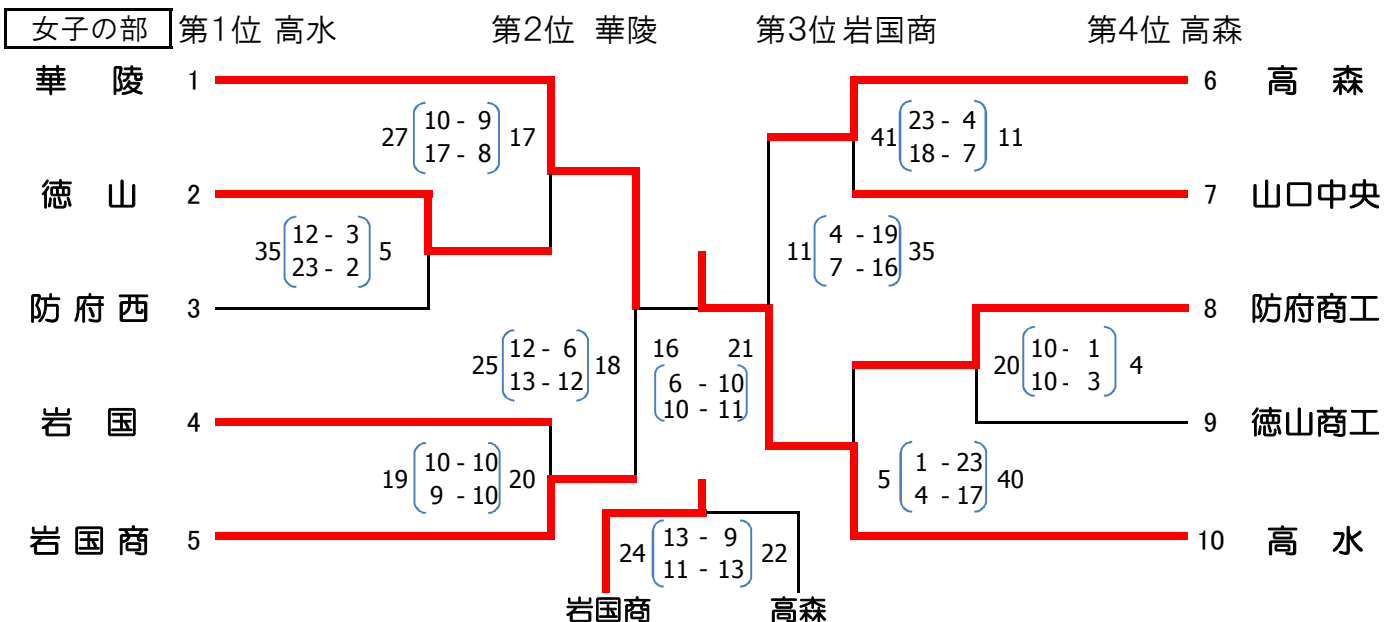 女子の部 第1位 高水 第2位 華陵 第3位 岩国商 第4位 高森
華陵 1
6 高森
27 10 - 9 17
17 - 8
41 23 - 4 11
18 - 7
徳山 2
7 山口中央
35 12 - 3 5
23 - 2
11 4 - 19 35
7 - 16
防府西 3
8 防府商工
25 12 - 6 18
13 - 12
16 21
6 - 10
10 - 11
20 10 - 1 4
10 - 3
岩国 4
9 徳山商工
19 10 - 10 20
9 - 10
5 1 - 23 40
4 - 17
岩国商 5
10 高水
24 13 - 9 22
11 - 13
岩国商 高森